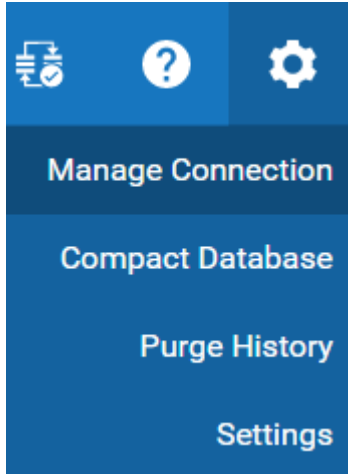 Manage Connection
Compact Database
Purge History
Settings